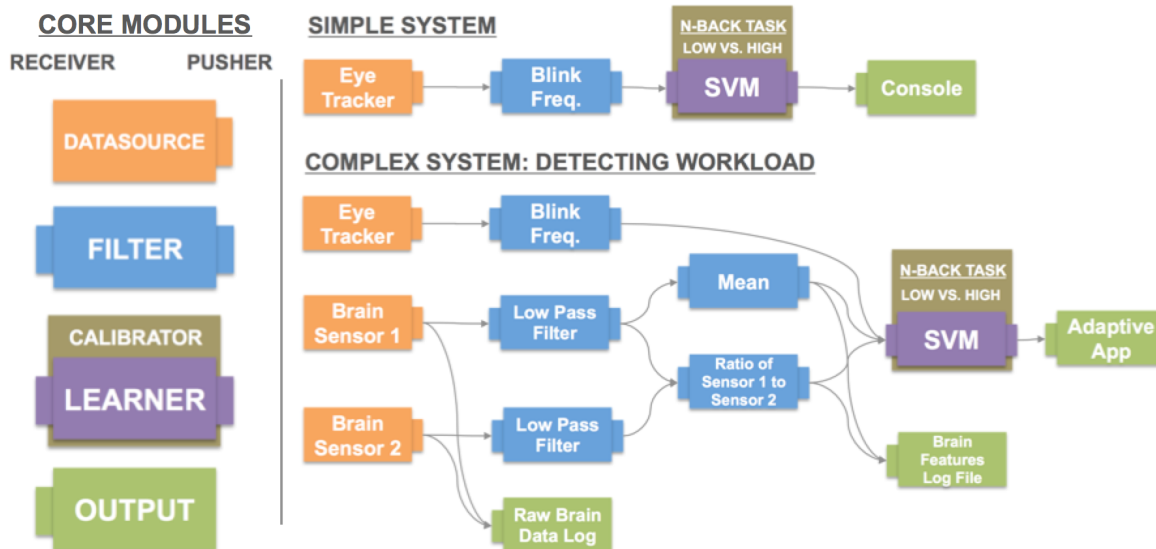 CORE MODULES
RECEIVER
PUSHER
DATASOURCE
FILTER
CALIBRATOR
LEARNER
OUTPUT
SIMPLE SYSTEM
Eye
Tracker
Blink
Freq.
N-BACK TASK
LOW VS. HIGH
SVM
Console
COMPLEX SYSTEM: DETECTING WORKLOAD
Eye
Tracker
Blink
Freq.
Brain
Sensor 1
Low Pass
Filter
Mean
Brain
Sensor 2
Low Pass
Filter
Ratio of
Sensor 1 to
Sensor 2
N-BACK TASK
LOW VS. HIGH
SVM
Adaptive
App
Brain
Features
Log File
Raw Brain
Data Log